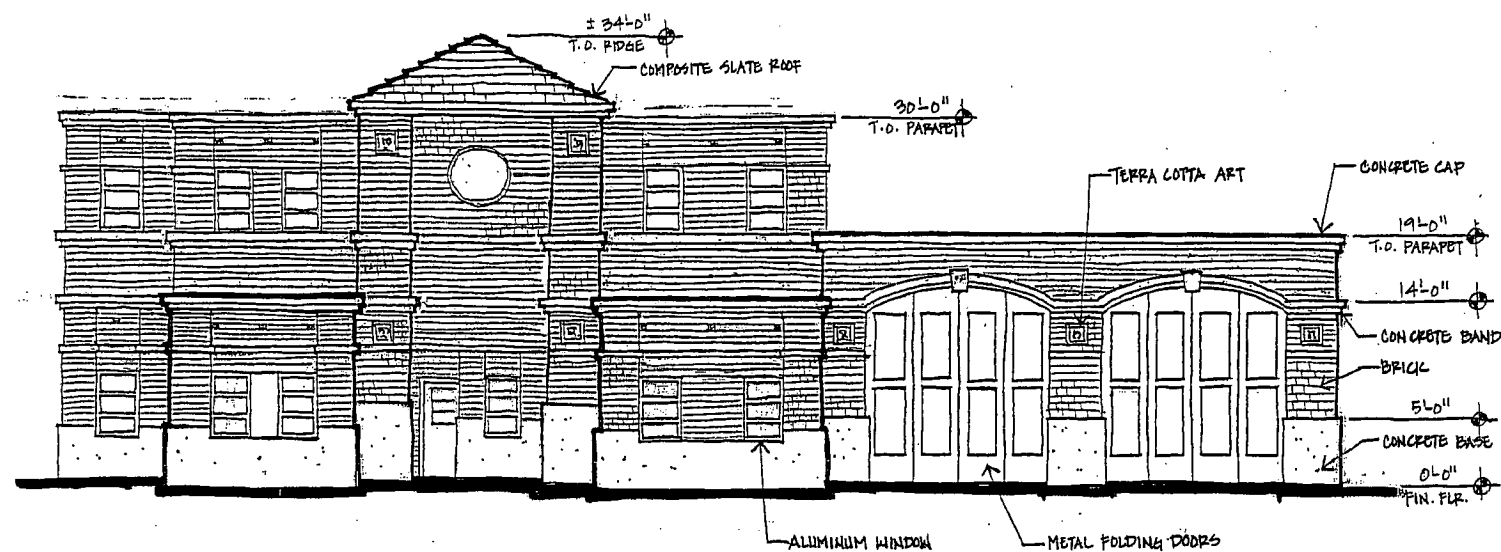 ± 34'-0"
T.O. RIDGE
COMPOSITE SLATE ROOF
30'-0"
T.O. PARAPET
TERRA COTTA ART
CONCRETE CAP
19'-0"
T.O. PARAPET
14'-0"
CONCRETE BAND
BRICK
5'-0"
CONCRETE BASE
0'-0"
FIN. FLR.
ALUMINUM WINDOW
METAL FOLDING DOORS